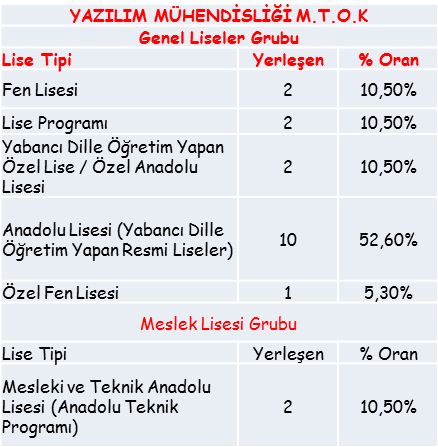 YAZILIM MÜHENDİSLİĞİ M.T.O.K
Genel Liseler Grubu
Lise Tipi Yerleşen % Oran
Fen Lisesi 2 10,50%
Lise Programı 2 10,50%
Yabancı Dille Öğretim Yapan
Özel Lise / Özel Anadolu 2 10,50%
Lisesi
Anadolu Lisesi (Yabancı Dille
Öğretim Yapan Resmi Liseler) 10 52,60%
Özel Fen Lisesi 1 5,30%
Meslek Lisesi Grubu
Lise Tipi Yerleşen % Oran
Mesleki ve Teknik Anadolu
Lisesi (Anadolu Teknik 2 10,50%
Programı)